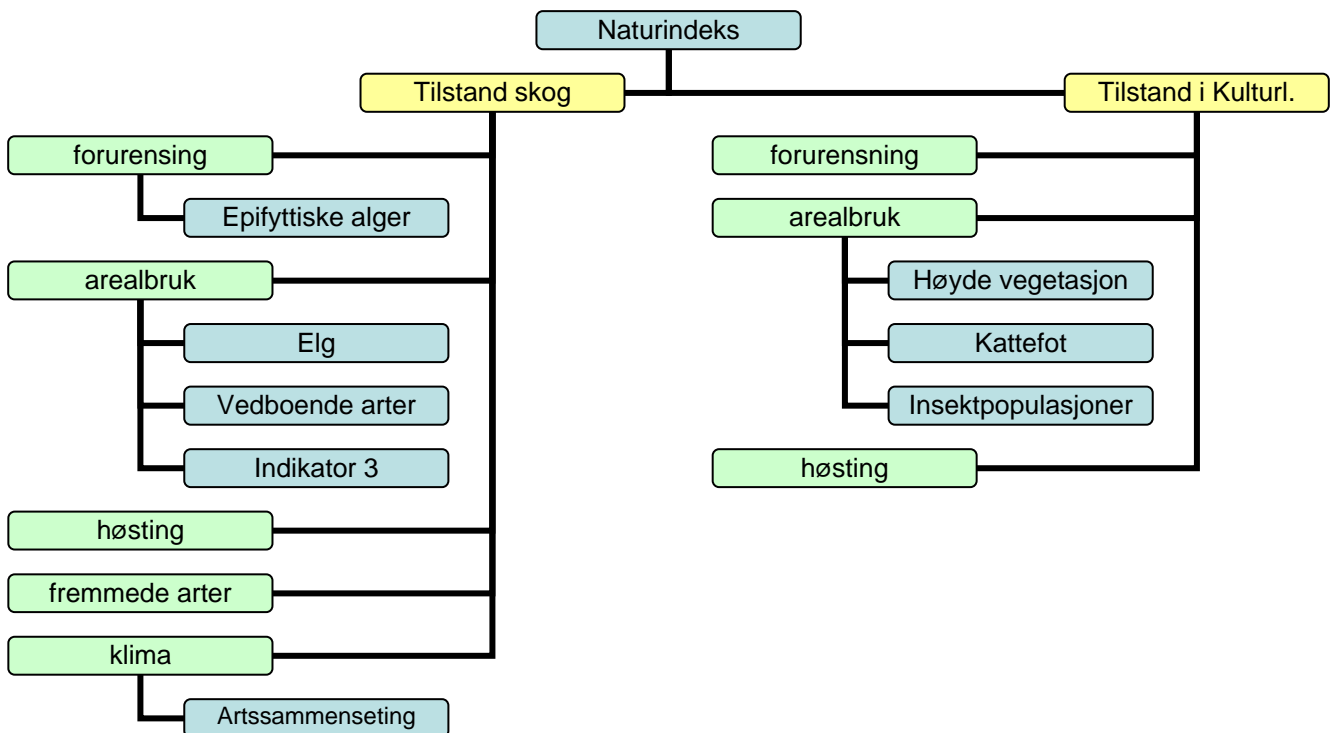 Naturindeks
Tilstand skog
Tilstand i Kulturl.
forurensing
Epifyttiske alger
arealbruk
Elg
Vedboende arter
Indikator 3
høsting
fremmede arter
klima
Artssammenseting
forurensning
arealbruk
Høyde vegetasjon
Kattefot
Insektpopulasjoner
høsting